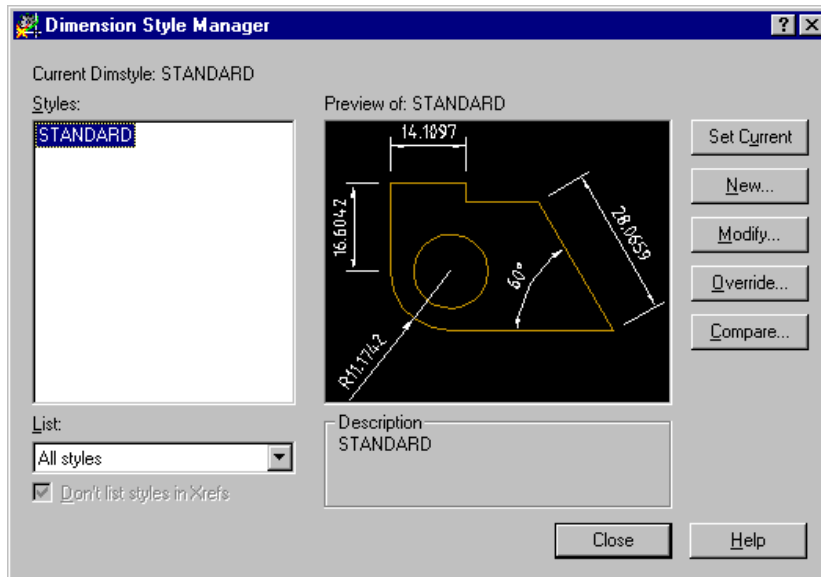 Dimension Style Manager
Current Dimstyle: STANDARD
Styles:
STANDARD
Preview of: STANDARD
14.1897
16.6042
28.0659
60°
R11.1742
Set Current
New...
Modify...
Override...
Compare...
List:
All styles
Don't list styles in Xrefs
Description
STANDARD
Close
Help